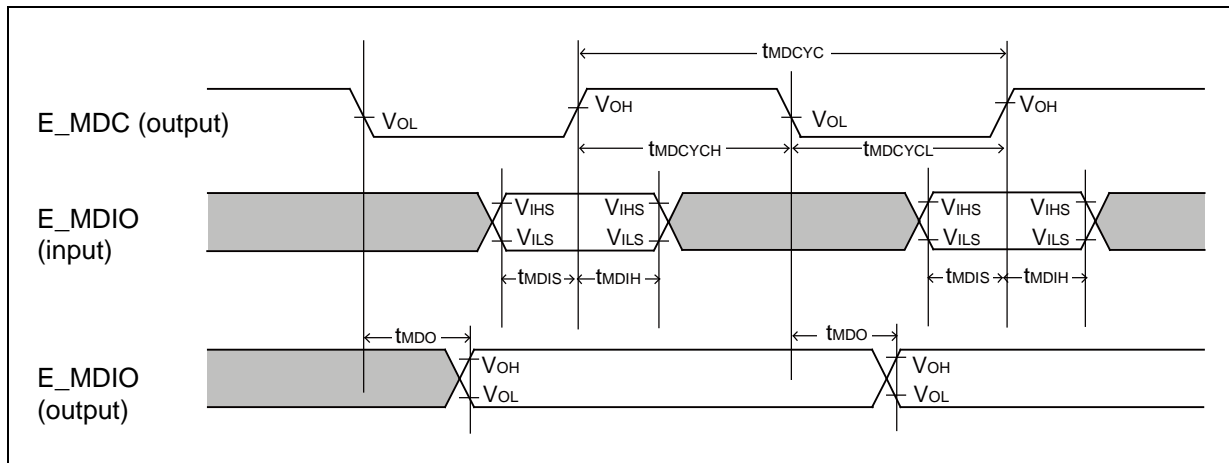 tMDCYC
E_MDC (output)
VOL
VOH
VOL
VOH
tMDCYCH
tMDCYCL
E_MDIO
(input)
VIHS
VIHS
VIHS
VIHS
VILS
VILS
VILS
VILS
tMDIS
tMDIH
tMDIS
tMDIH
tMDO
tMDO
E_MDIO
(output)
VOH
VOH
VOL
VOL